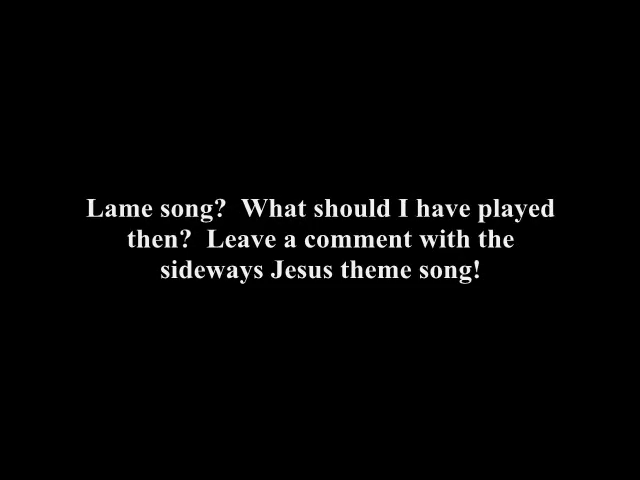 Lame song?  What should I have played
then?  Leave a comment with the
sideways Jesus theme song!